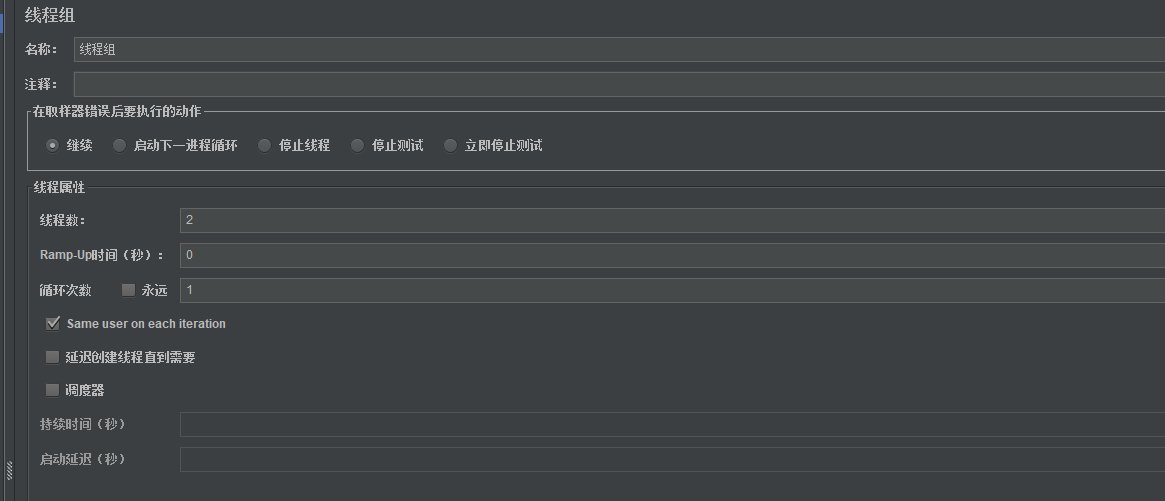 线程组
名称： 线程组
注释：
在取样器错误后要执行的动作
继续 启动下一进程循环 停止线程 停止测试 立即停止测试
线程属性
线程数： 2
Ramp-Up时间（秒）： 0
循环次数 永远 1
Same user on each iteration
延迟创建线程直到需要
调度器
持续时间（秒）
启动延迟（秒）